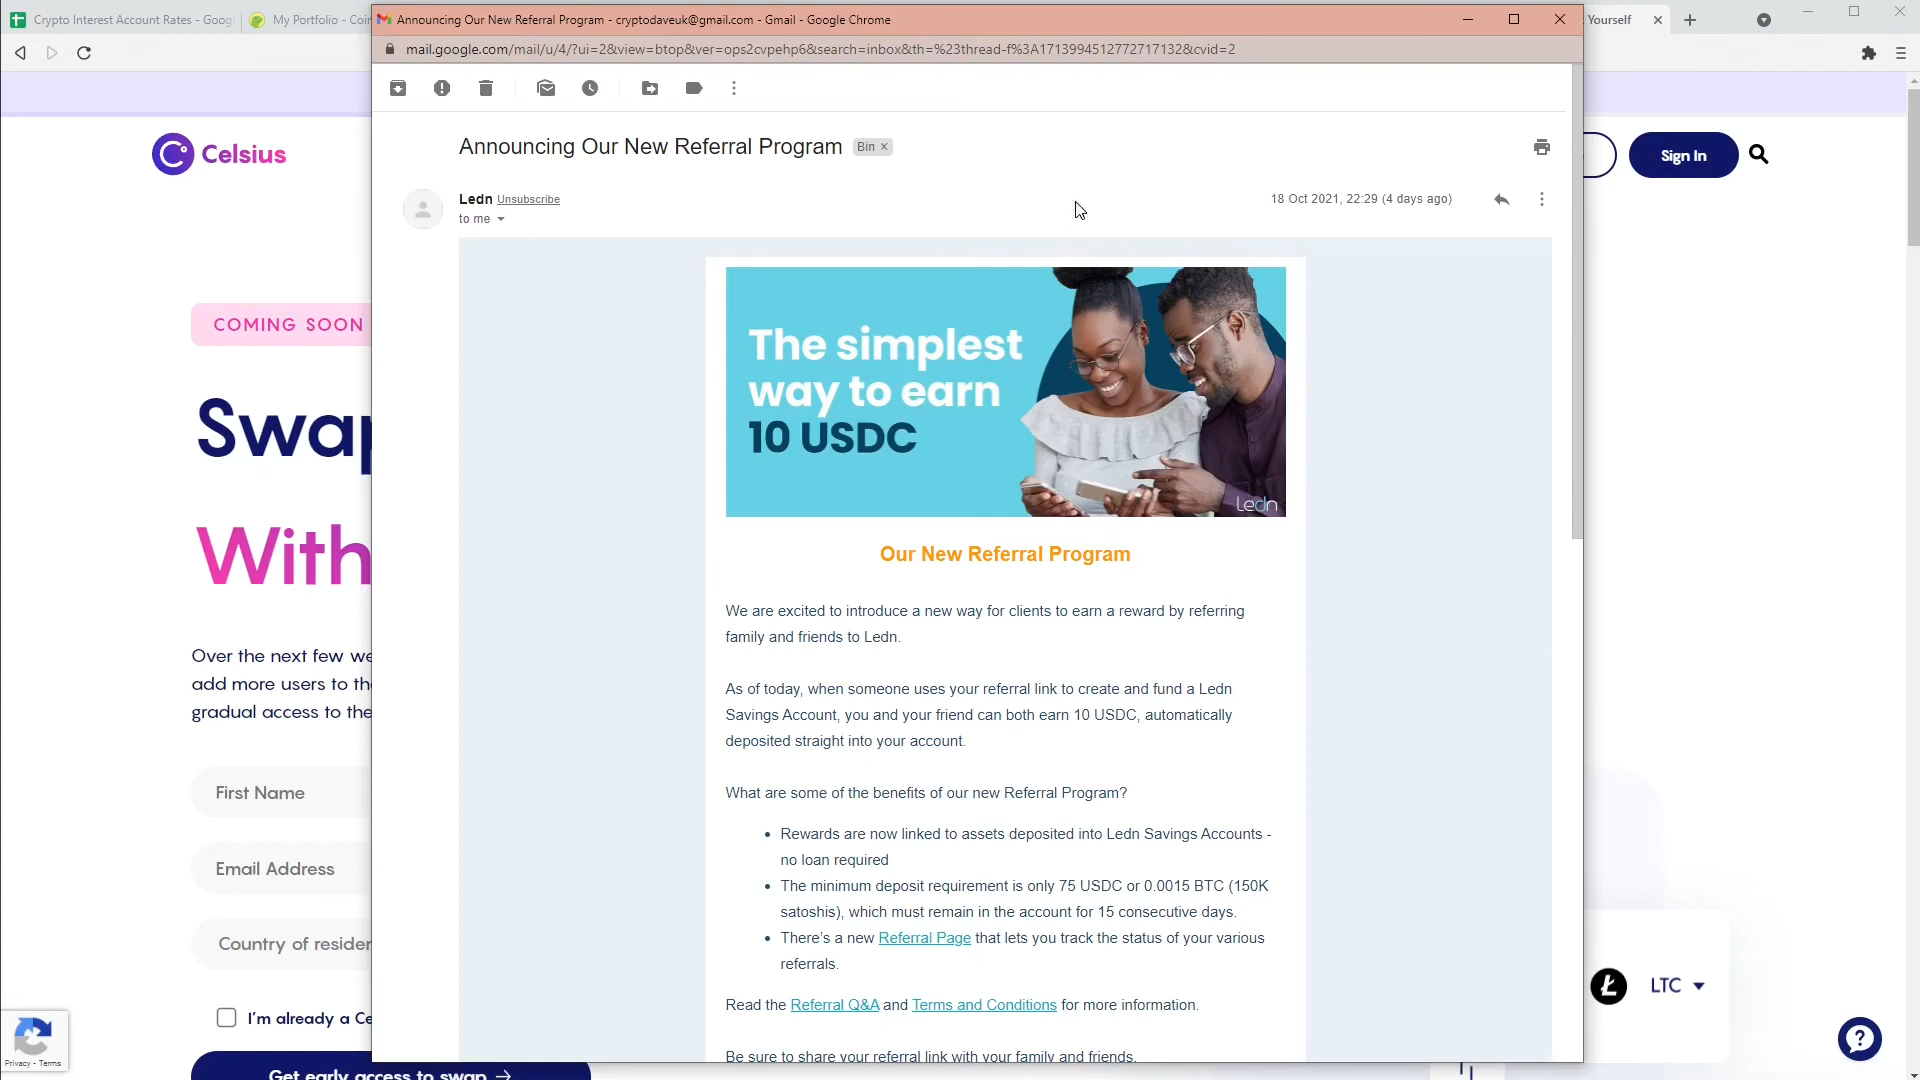 Crypto Interest Account Rates - Goog
My Portfolio - Coin
Announcing Our New Referral Program - cryptodaveuk@gmail.com - Gmail - Google Chrome
Yourself
mail.google.com/mail/u/4/?ui=2&view=btop&ver=ops2cvpehp6&search=inbox&th=%23thread-f%3A1713994512772717132&cvid=2
Celsius
Sign In
Announcing Our New Referral Program
Bin
Ledn Unsubscribe
to me
18 Oct 2021, 22:29 (4 days ago)
The simplest
way to earn
10 USDC
Ledn
Our New Referral Program
We are excited to introduce a new way for clients to earn a reward by referring
family and friends to Ledn.
As of today, when someone uses your referral link to create and fund a Ledn
Savings Account, you and your friend can both earn 10 USDC, automatically
deposited straight into your account.
What are some of the benefits of our new Referral Program?
• Rewards are now linked to assets deposited into Ledn Savings Accounts -
no loan required
• The minimum deposit requirement is only 75 USDC or 0.0015 BTC (150K
satoshis), which must remain in the account for 15 consecutive days.
• There's a new Referral Page that lets you track the status of your various
referrals.
Read the Referral Q&A and Terms and Conditions for more information.
Be sure to share your referral link with your family and friends.
COMING SOON
Swap
With
Over the next few we
add more users to th
gradual access to the
First Name
Email Address
Country of residen
I'm already a Ce
Get early access to swap →
Privacy - Terms
LTC